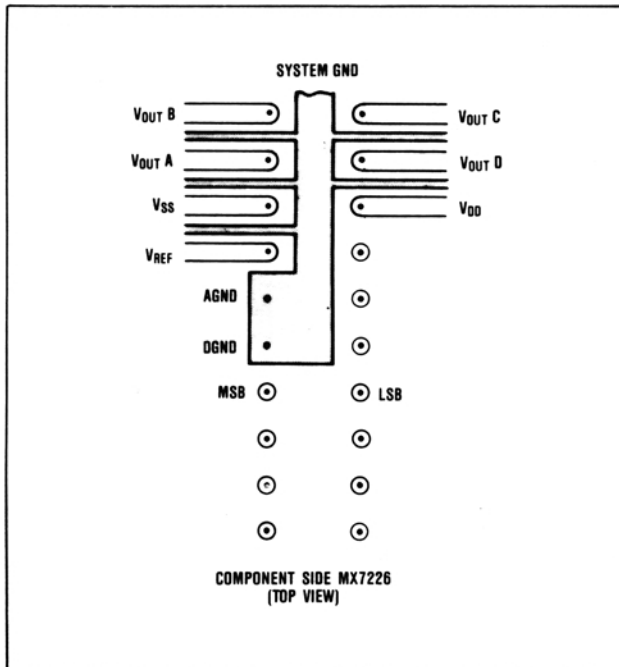 SYSTEM GND
VOUT B VOUT C
VOUT A VOUT D
VSS VDD
VREF
AGND
DGND
MSB LSB
COMPONENT SIDE MX7226
(TOP VIEW)